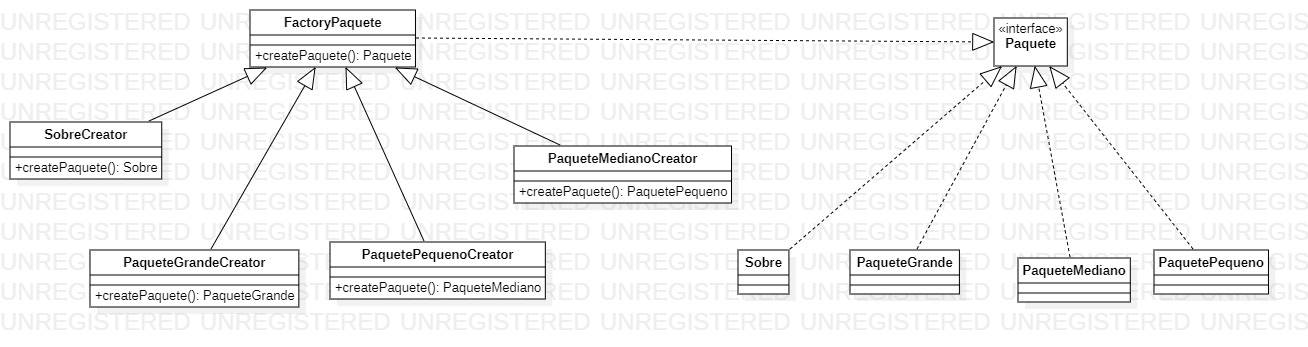 FactoryPaquete
+createPaquete(): Paquete
«interface»
Paquete
SobreCreator
+createPaquete(): Sobre
PaqueteMedianoCreator
+createPaquete(): PaquetePequeno
PaqueteGrandeCreator
+createPaquete(): PaqueteGrande
PaquetePequenoCreator
+createPaquete(): PaqueteMediano
Sobre
PaqueteGrande
PaqueteMediano
PaquetePequeno
UNREGISTERED UNREGISTERED UNREGISTERED UNREGISTERED UNREGISTERED UNREGISTERED UNREGIS